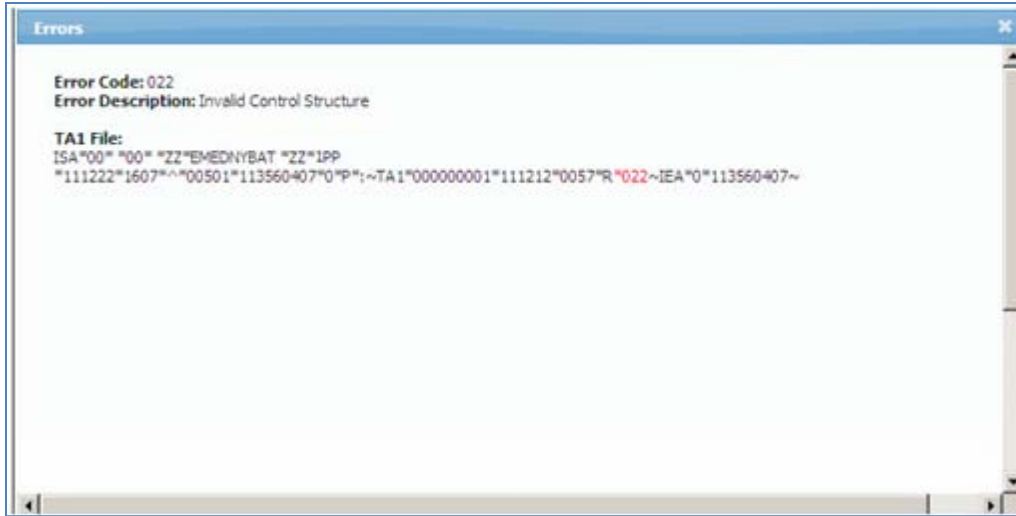 Errors
Error Code: 022
Error Description: Invalid Control Structure
TA1 File:
ISA*00* *00* *ZZ*EMEDNYBAT *ZZ*1PP
*111222*1607*^*00501*113560407*0*P*:~TA1*000000001*111212*0057*R*022~IEA*0*113560407~